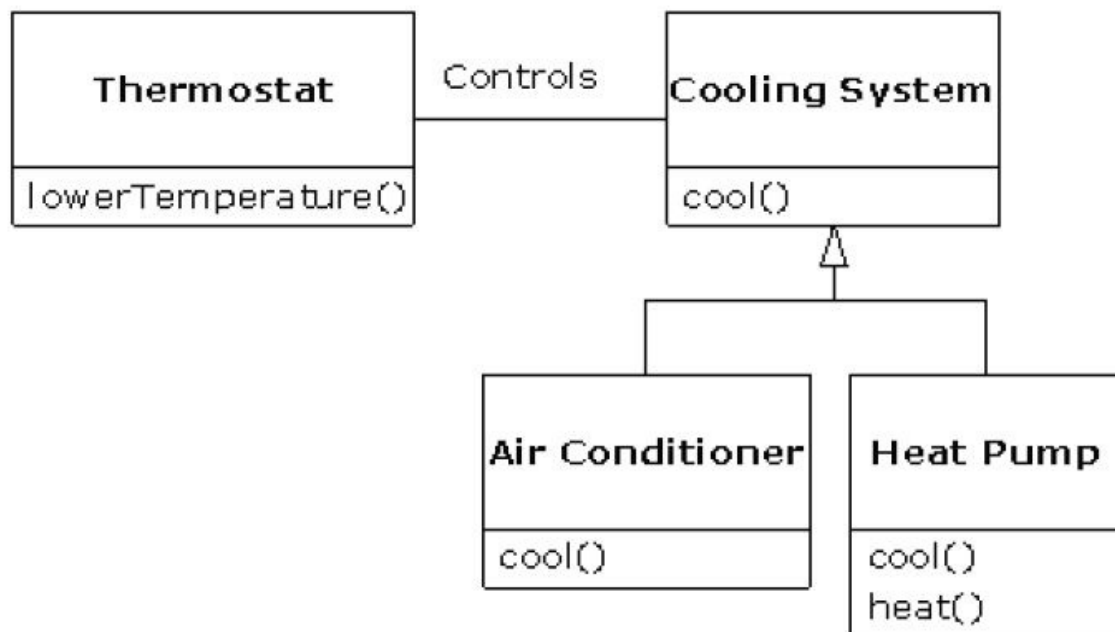 Thermostat
lowerTemperature()
Controls
Cooling System
cool()
Air Conditioner
cool()
Heat Pump
cool()
heat()